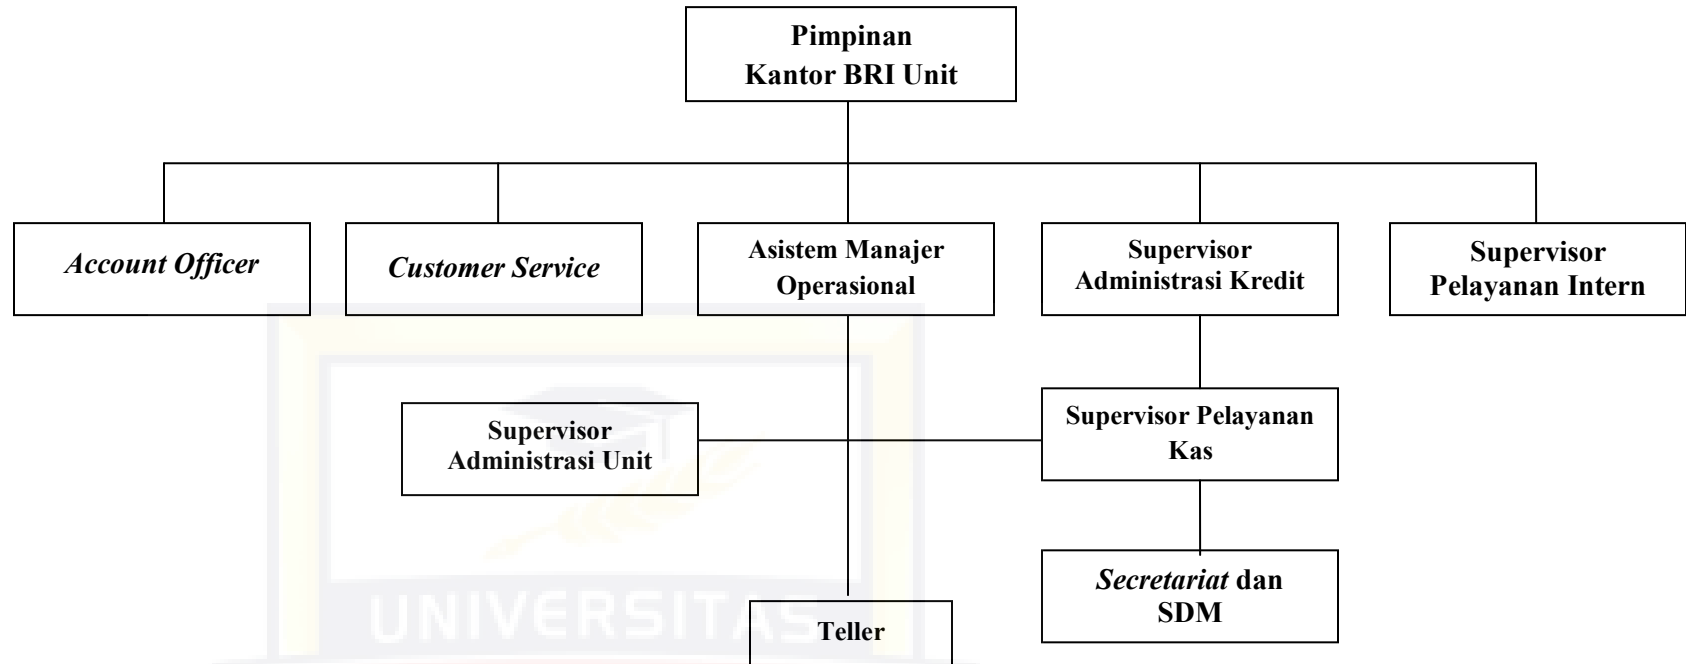 Pimpinan
Kantor BRI Unit
Account Officer
Customer Service
Asistem Manajer
Operasional
Supervisor
Administrasi Kredit
Supervisor
Pelayanan Intern
Supervisor
Administrasi Unit
Supervisor Pelayanan
Kas
Secretariat dan
SDM
UNIVERSITAS
Teller